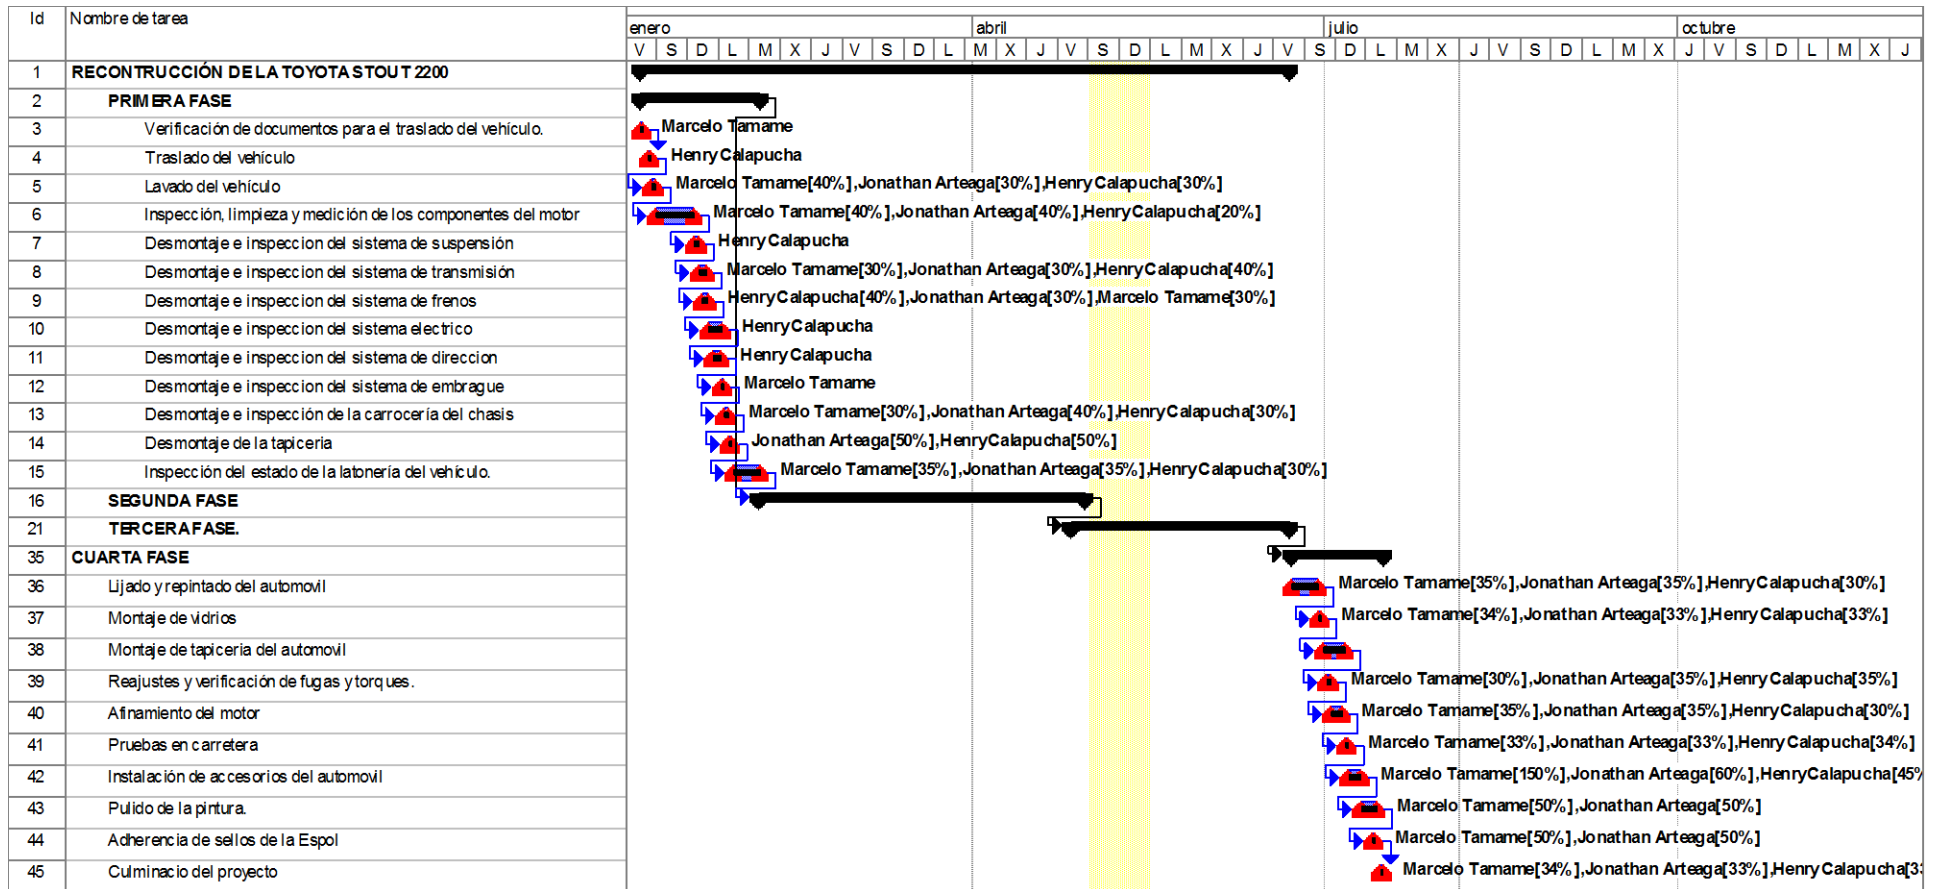 Id Nombre de tarea
enero abril julio octubre
V S D L M X J V S D L M X J V S D L M X J V S D L M X J V S D L M X J V S D L M X J
1 RECONTRUCCIÓN DE LA TOYOTA STOUT 2200
2 PRIMERA FASE
3 Verificación de documentos para el traslado del vehículo. Marcelo Tamame
4 Traslado del vehículo Henry Calapucha
5 Lavado del vehículo Marcelo Tamame[40%],Jonathan Arteaga[30%],Henry Calapucha[30%]
6 Inspección, limpieza y medición de los componentes del motor Marcelo Tamame[40%],Jonathan Arteaga[40%],Henry Calapucha[20%]
7 Desmontaje e inspeccion del sistema de suspensión Henry Calapucha
8 Desmontaje e inspeccion del sistema de transmisión Marcelo Tamame[30%],Jonathan Arteaga[30%],Henry Calapucha[40%]
9 Desmontaje e inspeccion del sistema de frenos Henry Calapucha[40%],Jonathan Arteaga[30%],Marcelo Tamame[30%]
10 Desmontaje e inspeccion del sistema electrico Henry Calapucha
11 Desmontaje e inspeccion del sistema de direccion Henry Calapucha
12 Desmontaje e inspeccion del sistema de embrague Marcelo Tamame
13 Desmontaje e inspección de la carrocería del chasis Marcelo Tamame[30%],Jonathan Arteaga[40%],Henry Calapucha[30%]
14 Desmontaje de la tapiceria Jonathan Arteaga[50%],Henry Calapucha[50%]
15 Inspección del estado de la latonería del vehículo. Marcelo Tamame[35%],Jonathan Arteaga[35%],Henry Calapucha[30%]
16 SEGUNDA FASE
21 TERCERA FASE.
35 CUARTA FASE
36 Lijado y repintado del automovil Marcelo Tamame[35%],Jonathan Arteaga[35%],Henry Calapucha[30%]
37 Montaje de vidrios Marcelo Tamame[34%],Jonathan Arteaga[33%],Henry Calapucha[33%]
38 Montaje de tapiceria del automovil
39 Reajustes y verificación de fugas y torques. Marcelo Tamame[30%],Jonathan Arteaga[35%],Henry Calapucha[35%]
40 Afinamiento del motor Marcelo Tamame[35%],Jonathan Arteaga[35%],Henry Calapucha[30%]
41 Pruebas en carretera Marcelo Tamame[33%],Jonathan Arteaga[33%],Henry Calapucha[34%]
42 Instalación de accesorios del automovil Marcelo Tamame[150%],Jonathan Arteaga[60%],Henry Calapucha[45%
43 Pulido de la pintura. Marcelo Tamame[50%],Jonathan Arteaga[50%]
44 Adherencia de sellos de la Espol Marcelo Tamame[50%],Jonathan Arteaga[50%]
45 Culminacio del proyecto Marcelo Tamame[34%],Jonathan Arteaga[33%],Henry Calapucha[33